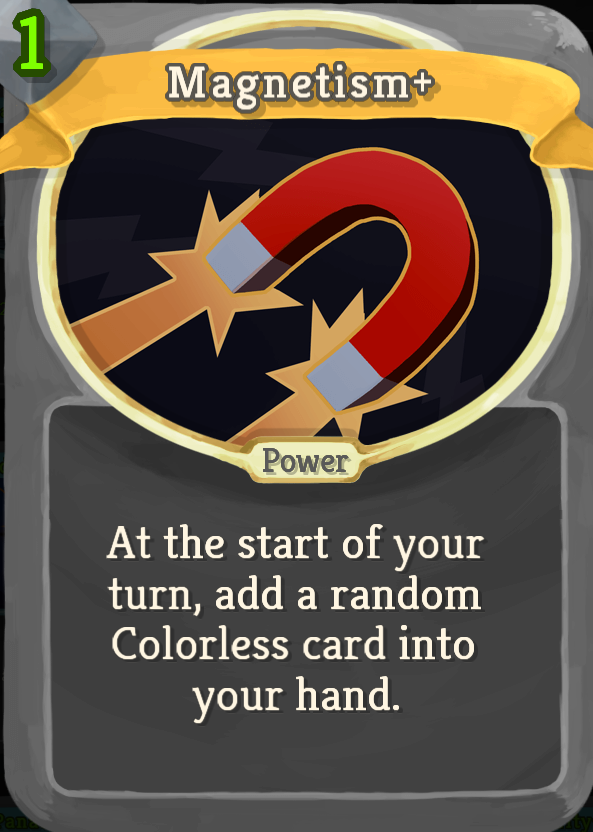 1
Magnetism+
Power
At the start of your
turn, add a random
Colorless card into
your hand.